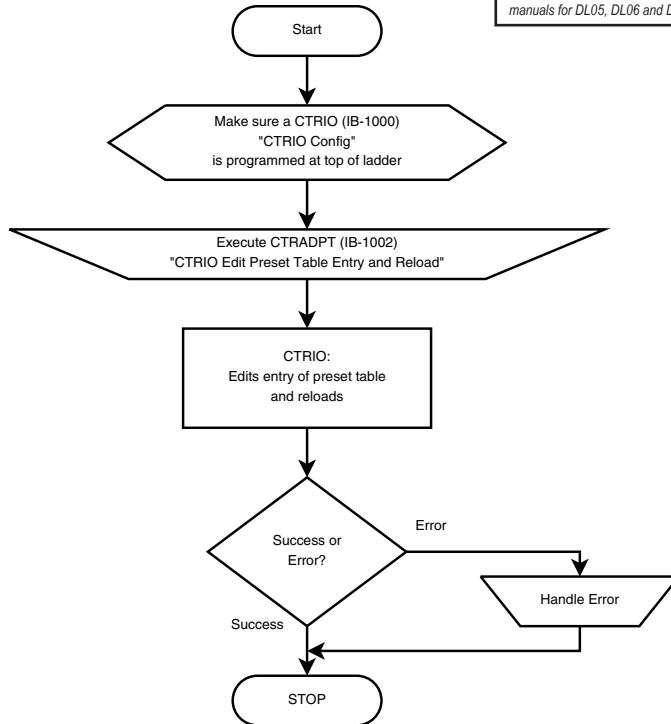 manuals for DL05, DL06 and
Start
Make sure a CTRIO (IB-1000)
"CTRIO Config"
is programmed at top of ladder
Execute CTRADPT (IB-1002)
"CTRIO Edit Preset Table Entry and Reload"
CTRIO:
Edits entry of preset table
and reloads
Success or
Error?
Error
Handle Error
Success
STOP